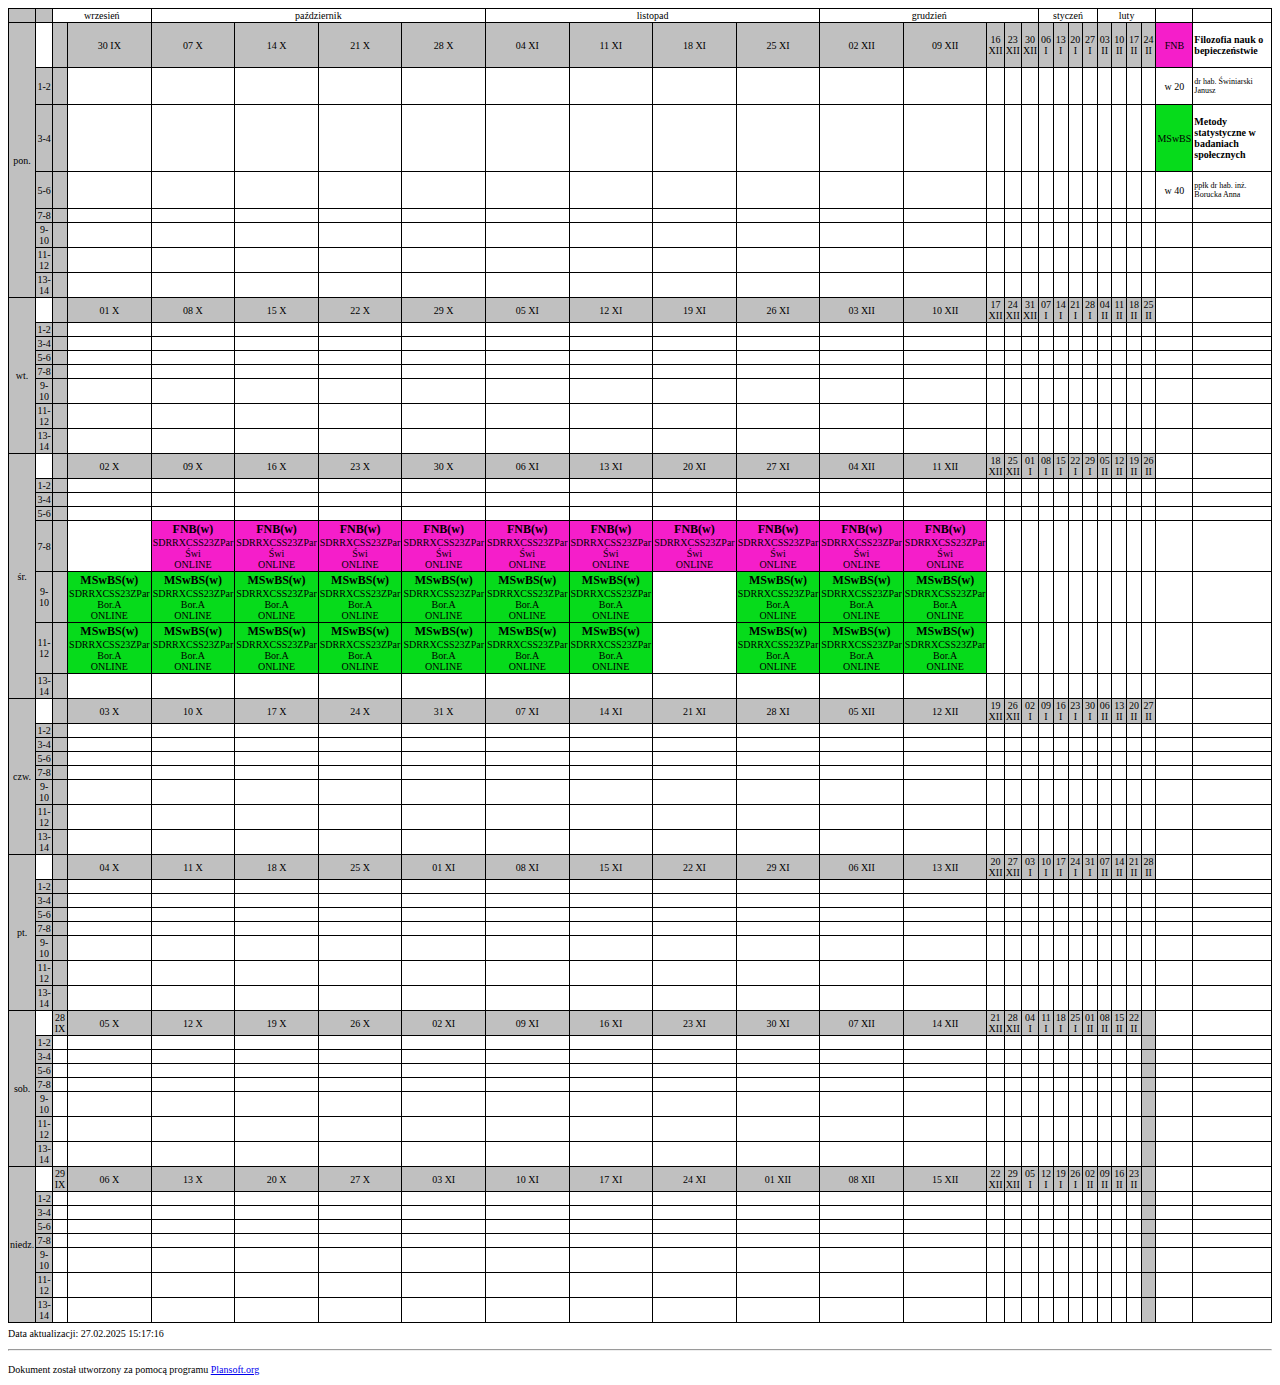 wrzesień październik listopad grudzień styczeń luty
pon. 30 IX 07 X 14 X 21 X 28 X 04 XI 11 XI 18 XI 25 XI 02 XII 09 XII 16 XII 23 XII 30 XII 06 I 13 I 20 I 27 I 03 II 10 II 17 II 24 II FNB Filozofia nauk o bepieczeństwie
1-2 w 20 dr hab. Świniarski Janusz
3-4 MSwBS Metody statystyczne w badaniach społecznych
5-6 w 40 ppłk dr hab. inż. Borucka Anna
7-8
9-10
11-12
13-14
wt. 01 X 08 X 15 X 22 X 29 X 05 XI 12 XI 19 XI 26 XI 03 XII 10 XII 17 XII 24 XII 31 XII 07 I 14 I 21 I 28 I 04 II 11 II 18 II 25 II
1-2
3-4
5-6
7-8
9-10
11-12
13-14
śr. 02 X 09 X 16 X 23 X 30 X 06 XI 13 XI 20 XI 27 XI 04 XII 11 XII 18 XII 25 XII 01 I 08 I 15 I 22 I 29 I 05 II 12 II 19 II 26 II
1-2
3-4
5-6
7-8 FNB(w) FNB(w) FNB(w) FNB(w) FNB(w) FNB(w) FNB(w) FNB(w) FNB(w) FNB(w)
SDRRXCSS23ZPar SDRRXCSS23ZPar SDRRXCSS23ZPar SDRRXCSS23ZPar SDRRXCSS23ZPar SDRRXCSS23ZPar SDRRXCSS23ZPar SDRRXCSS23ZPar SDRRXCSS23ZPar SDRRXCSS23ZPar
Świ Świ Świ Świ Świ Świ Świ Świ Świ Świ
ONLINE ONLINE ONLINE ONLINE ONLINE ONLINE ONLINE ONLINE ONLINE ONLINE
9-10 MSwBS(w) MSwBS(w) MSwBS(w) MSwBS(w) MSwBS(w) MSwBS(w) MSwBS(w) MSwBS(w) MSwBS(w) MSwBS(w)
SDRRXCSS23ZPar SDRRXCSS23ZPar SDRRXCSS23ZPar SDRRXCSS23ZPar SDRRXCSS23ZPar SDRRXCSS23ZPar SDRRXCSS23ZPar SDRRXCSS23ZPar SDRRXCSS23ZPar SDRRXCSS23ZPar
Bor.A Bor.A Bor.A Bor.A Bor.A Bor.A Bor.A Bor.A Bor.A Bor.A
ONLINE ONLINE ONLINE ONLINE ONLINE ONLINE ONLINE ONLINE ONLINE ONLINE
11-12 MSwBS(w) MSwBS(w) MSwBS(w) MSwBS(w) MSwBS(w) MSwBS(w) MSwBS(w) MSwBS(w) MSwBS(w) MSwBS(w)
SDRRXCSS23ZPar SDRRXCSS23ZPar SDRRXCSS23ZPar SDRRXCSS23ZPar SDRRXCSS23ZPar SDRRXCSS23ZPar SDRRXCSS23ZPar SDRRXCSS23ZPar SDRRXCSS23ZPar SDRRXCSS23ZPar
Bor.A Bor.A Bor.A Bor.A Bor.A Bor.A Bor.A Bor.A Bor.A Bor.A
ONLINE ONLINE ONLINE ONLINE ONLINE ONLINE ONLINE ONLINE ONLINE ONLINE
13-14
czw. 03 X 10 X 17 X 24 X 31 X 07 XI 14 XI 21 XI 28 XI 05 XII 12 XII 19 XII 26 XII 02 I 09 I 16 I 23 I 30 I 06 II 13 II 20 II 27 II
1-2
3-4
5-6
7-8
9-10
11-12
13-14
pt. 04 X 11 X 18 X 25 X 01 XI 08 XI 15 XI 22 XI 29 XI 06 XII 13 XII 20 XII 27 XII 03 I 10 I 17 I 24 I 31 I 07 II 14 II 21 II 28 II
1-2
3-4
5-6
7-8
9-10
11-12
13-14
sob. 28 IX 05 X 12 X 19 X 26 X 02 XI 09 XI 16 XI 23 XI 30 XI 07 XII 14 XII 21 XII 28 XII 04 I 11 I 18 I 25 I 01 II 08 II 15 II 22 II
1-2
3-4
5-6
7-8
9-10
11-12
13-14
niedz. 29 IX 06 X 13 X 20 X 27 X 03 XI 10 XI 17 XI 24 XI 01 XII 08 XII 15 XII 22 XII 29 XII 05 I 12 I 19 I 26 I 02 II 09 II 16 II 23 II
1-2
3-4
5-6
7-8
9-10
11-12
13-14
Data aktualizacji: 27.02.2025 15:17:16
Dokument został utworzony za pomocą programu Plansoft.org